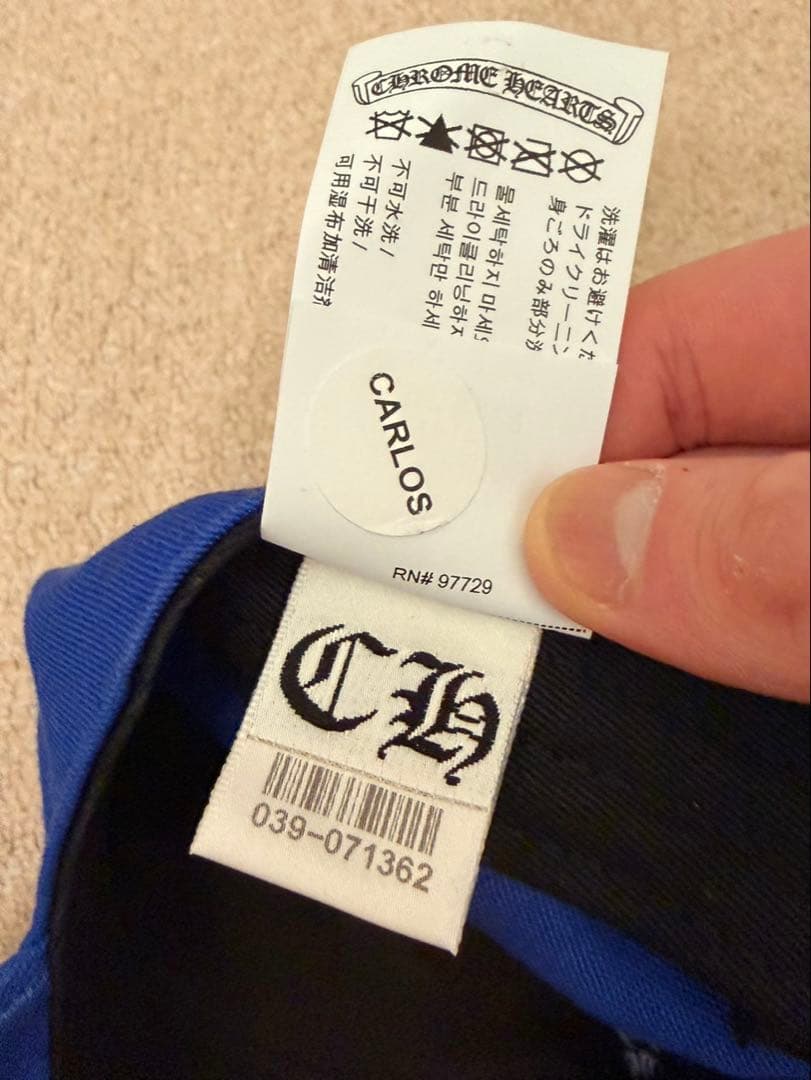 CHROME HEARTS
洗濯はお避けくだ
ドライクリーニン
身ごろのみ部分洗
물세탁하지 마세
드라이클리닝하지
부분 세탁만 하세
不可水洗 /
不可干洗 /
可用湿布加清洁
CARLOS
RN# 97729
CH
039-071362